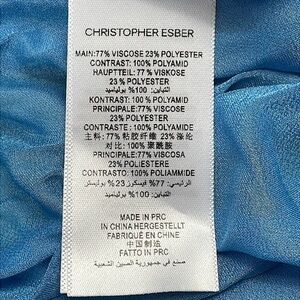 CHRISTOPHER ESBER
MAIN:77% VISCOSE 23% POLYESTER
CONTRAST: 100% POLYAMID
HAUPTTEIL: 77% VISKOSE
23% POLYESTER
التباين: 100% بولياميد
KONTRAST: 100% POLYAMID
PRINCIPALE:77% VISCOSE
23% POLYESTER
CONTRASTE: 100% POLYAMIDE
主料: 77% 粘胶纤维 23% 涤纶
对比: 100% 聚酰胺
PRINCIPALE:77% VISCOSA
23% POLIESTERE
CONTRASTO: 100% POLIAMMIDE
الرئيسي: 77% فيسكوز 23% بوليستر
التباين: 100% بولياميد
MADE IN PRC
IN CHINA HERGESTELLT
FABRIQUÉ EN CHINE
中国制造
FATTO IN PRC
صنع في جمهورية الصين الشعبية